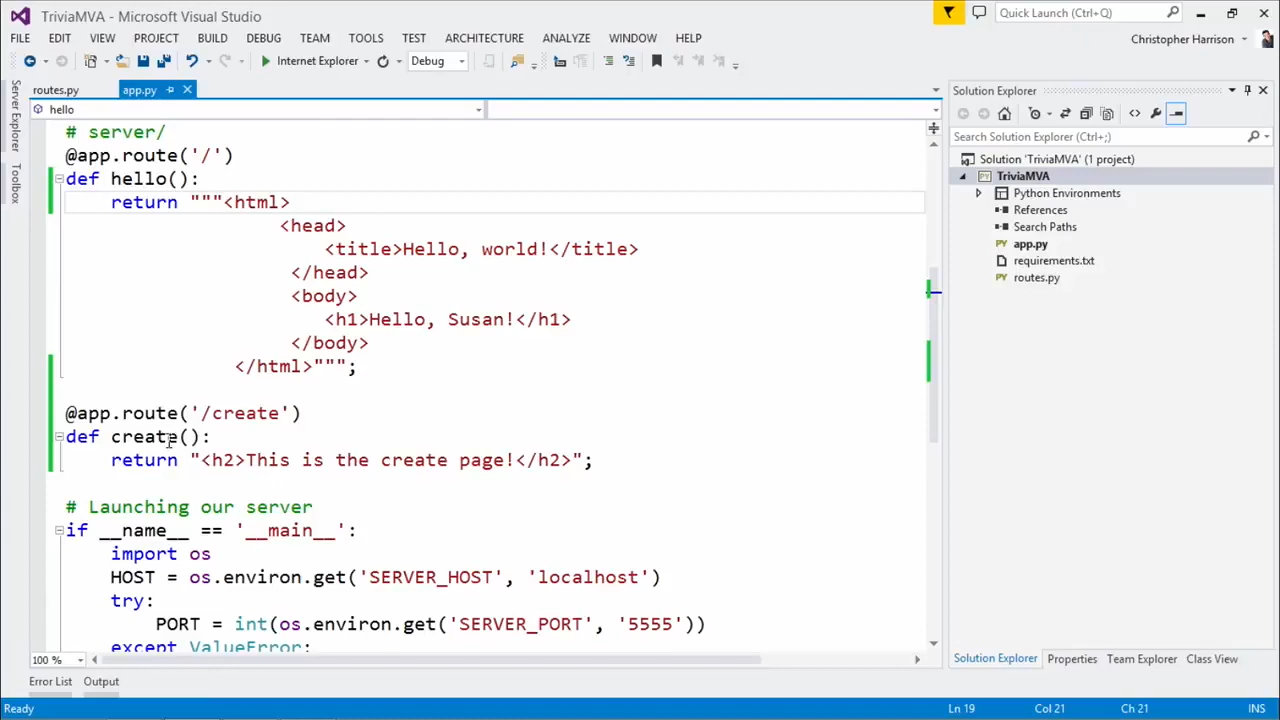 TriviaMVA - Microsoft Visual Studio
Quick Launch (Ctrl+Q)
FILE EDIT VIEW PROJECT BUILD DEBUG TEAM TOOLS TEST ARCHITECTURE ANALYZE WINDOW HELP
Christopher Harrison
Internet Explorer
Debug
routes.py
app.py
hello
Server Explorer
Toolbox
# server/
@app.route('/')
def hello():
return """<html>
<head>
<title>Hello, world!</title>
</head>
<body>
<h1>Hello, Susan!</h1>
</body>
</html>""";
@app.route('/create')
def create():
return "<h2>This is the create page!</h2>";
# Launching our server
if __name__ == '__main__':
import os
HOST = os.environ.get('SERVER_HOST', 'localhost')
try:
PORT = int(os.environ.get('SERVER_PORT', '5555'))
except ValueError:
100 %
Solution Explorer
Search Solution Explorer (Ctrl+;)
Solution 'TriviaMVA' (1 project)
PY TriviaMVA
Python Environments
References
Search Paths
PY app.py
requirements.txt
PY routes.py
Solution Explorer Properties Team Explorer Class View
Error List Output
Ready
Ln 19 Col 21 Ch 21 INS